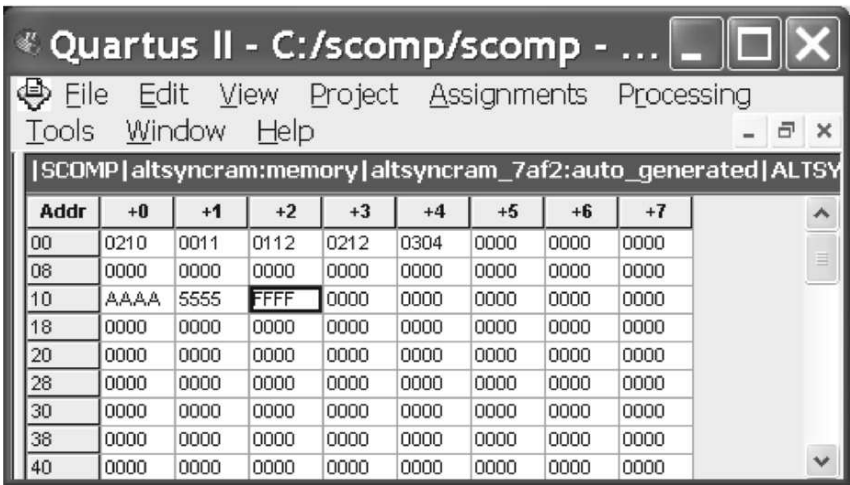 Quartus II - C:/scomp/scomp - ...
File Edit View Project Assignments Processing
Tools Window Help
|SCOMP|altsyncram:memory|altsyncram_7af2:auto_generated|ALTSY
Addr +0 +1 +2 +3 +4 +5 +6 +7
00 0210 0011 0112 0212 0304 0000 0000 0000
08 0000 0000 0000 0000 0000 0000 0000 0000
10 AAAA 5555 FFFF 0000 0000 0000 0000 0000
18 0000 0000 0000 0000 0000 0000 0000 0000
20 0000 0000 0000 0000 0000 0000 0000 0000
28 0000 0000 0000 0000 0000 0000 0000 0000
30 0000 0000 0000 0000 0000 0000 0000 0000
38 0000 0000 0000 0000 0000 0000 0000 0000
40 0000 0000 0000 0000 0000 0000 0000 0000